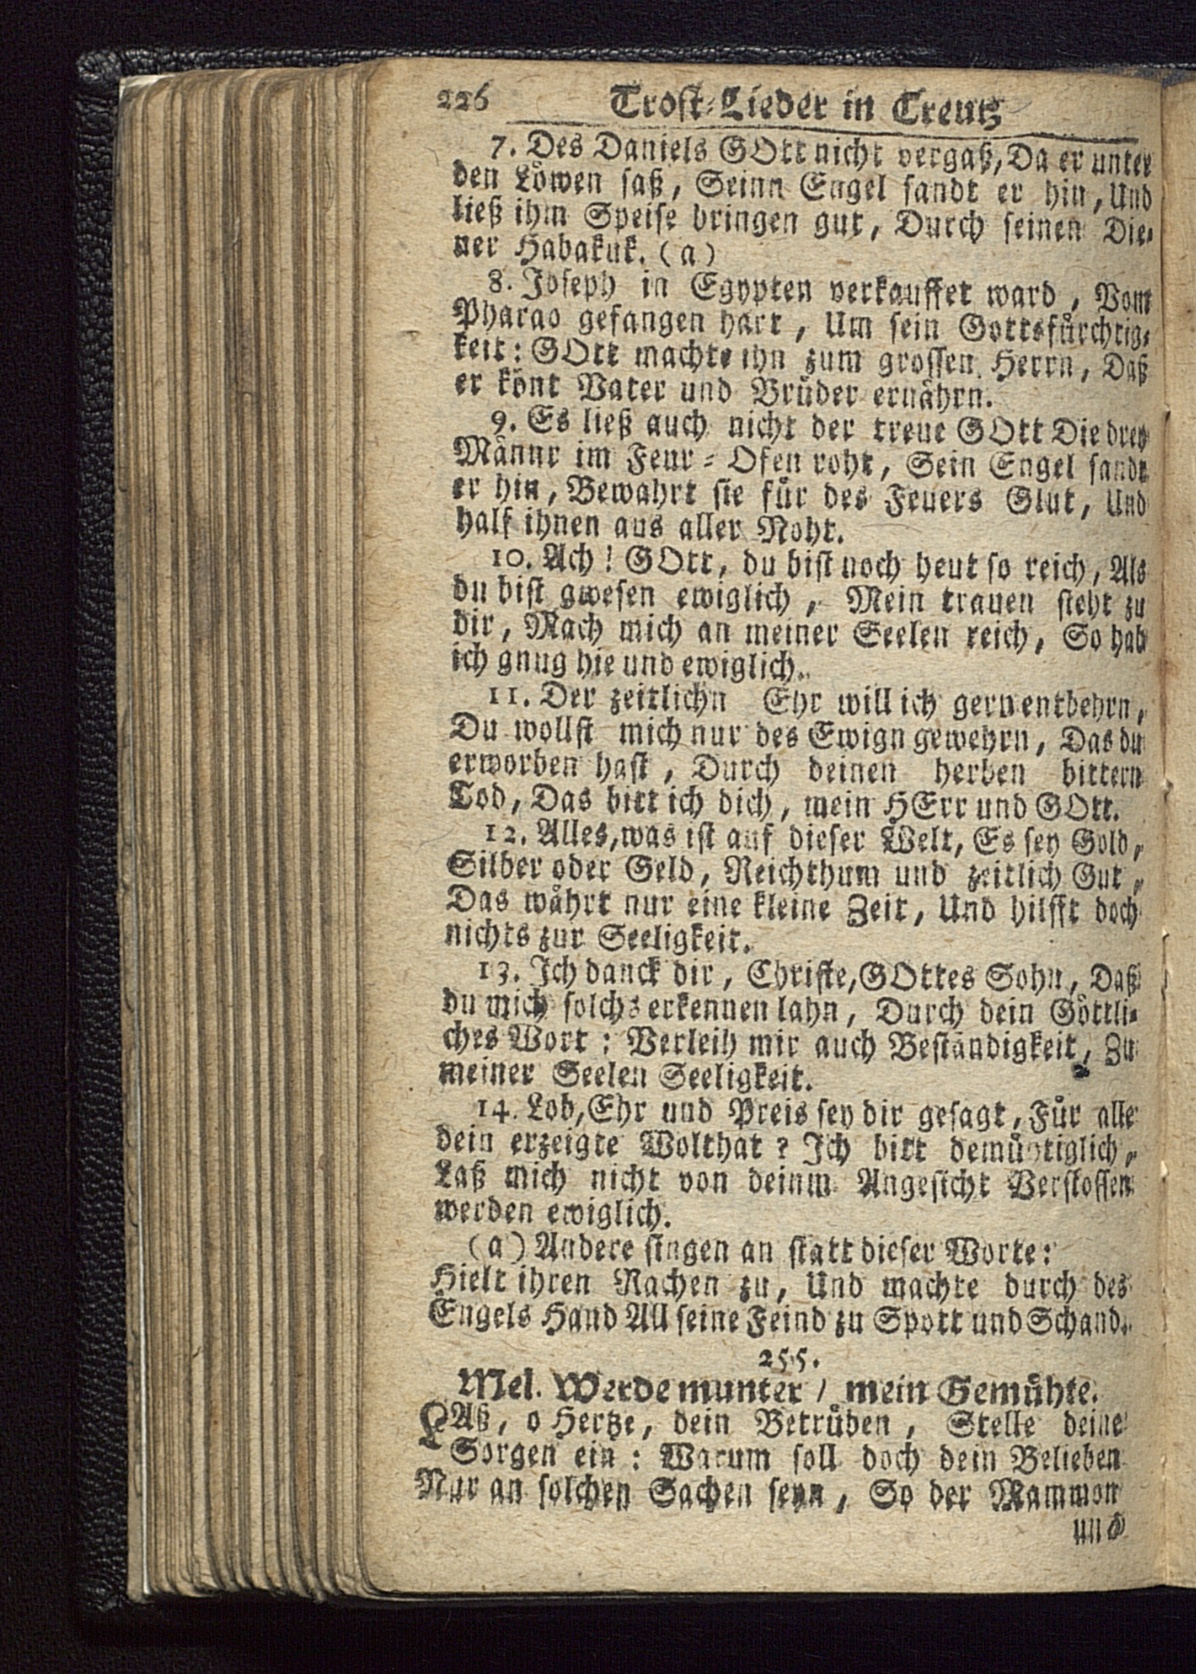 226 Trost-Lieder in Creutz
7. Des Daniels GOtt nicht vergaß, Da er unter
den Löwen saß, Seinn Engel sandt er hin, Und
ließ ihm Speise bringen gut, Durch seinen Die-
ner Habakuk. (a)
8. Joseph in Egypten verkauffet ward, Vom
Pharao gefangen hart, Um sein Gottsfürchtig-
keit: GOtt machte ihn zum grossen Herrn, Daß
er könt Vater und Brüder ernährn.
9. Es ließ auch nicht der treue GOtt Die drey
Männr im Feur-Ofen roht, Sein Engel sandt
er hin, Bewahrt sie für des Feuers Glut, Und
half ihnen aus aller Noht.
10. Ach! GOtt, du bist noch heut so reich, Als
du bist gwesen ewiglich, Mein trauen steht zu
dir, Mach mich an meiner Seelen reich, So hab
ich gnug hie und ewiglich.
11. Der zeitlichn Ehr will ich gern entbehrn,
Du wollst mich nur des Ewign gewehrn, Das du
erworben hast, Durch deinen herben bittern
Tod, Das bitt ich dich, mein HErr und GOtt.
12. Alles, was ist auf dieser Welt, Es sey Gold,
Silber oder Geld, Reichthum und zeitlich Gut,
Das währt nur eine kleine Zeit, Und hilfft doch
nichts zur Seeligkeit.
13. Ich danck dir, Christe, GOttes Sohn, Daß
du mich solchs erkennen lahn, Durch dein Göttli-
ches Wort: Verleih mir auch Beständigkeit, Zu
meiner Seelen Seeligkeit.
14. Lob, Ehr und Preis sey dir gesagt, Für alle
dein erzeigte Wolthat? Ich bitt demühtiglich,
Laß mich nicht von deinm Angesicht Verstossen
werden ewiglich.
(a) Andere singen an statt dieser Worte:
Hielt ihren Rachen zu, Und machte durch des
Engels Hand All seine Feind zu Spott und Schand.
255.
Mel. Werde munter / mein Gemühte.
LAß, o Hertze, dein Betrüben, Stelle deine
Sorgen ein: Warum soll doch dein Belieben
Nur an solchen Sachen seyn, So der Mammon
und